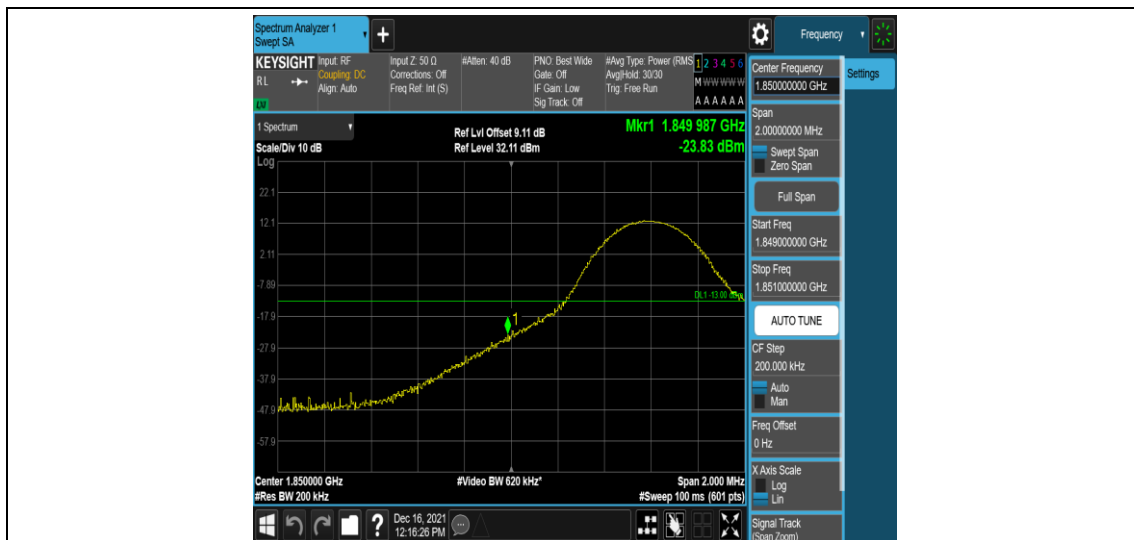 Spectrum Analyzer 1
Swept SA
+
Frequency
KEYSIGHT
RL
LXI
Input: RF
Coupling: DC
Align: Auto
Input Z: 50 Ω
Corrections: Off
Freq Ref: Int (S)
#Atten: 40 dB
PNO: Best Wide
Gate: Off
IF Gain: Low
Sig Track: Off
#Avg Type: Power (RMS
Avg|Hold: 30/30
Trig: Free Run
1 2 3 4 5 6
M W W W W W
A A A A A A
Center Frequency
1.850000000 GHz
Settings
Span
2.00000000 MHz
Swept Span
Zero Span
Full Span
Start Freq
1.849000000 GHz
Stop Freq
1.851000000 GHz
AUTO TUNE
CF Step
200.000 kHz
Auto
Man
Freq Offset
0 Hz
X Axis Scale
Log
Lin
Signal Track
(Span Zoom)
1 Spectrum
Scale/Div 10 dB
Log
Ref Lvl Offset 9.11 dB
Ref Level 32.11 dBm
Mkr1 1.849 987 GHz
-23.83 dBm
22.1
12.1
2.11
-7.89
DL1 -13.00 dBm
-17.9
1
-27.9
-37.9
-47.9
-57.9
Center 1.850000 GHz
#Res BW 200 kHz
#Video BW 620 kHz*
Span 2.000 MHz
#Sweep 100 ms (601 pts)
?
Dec 16, 2021
12:16:26 PM